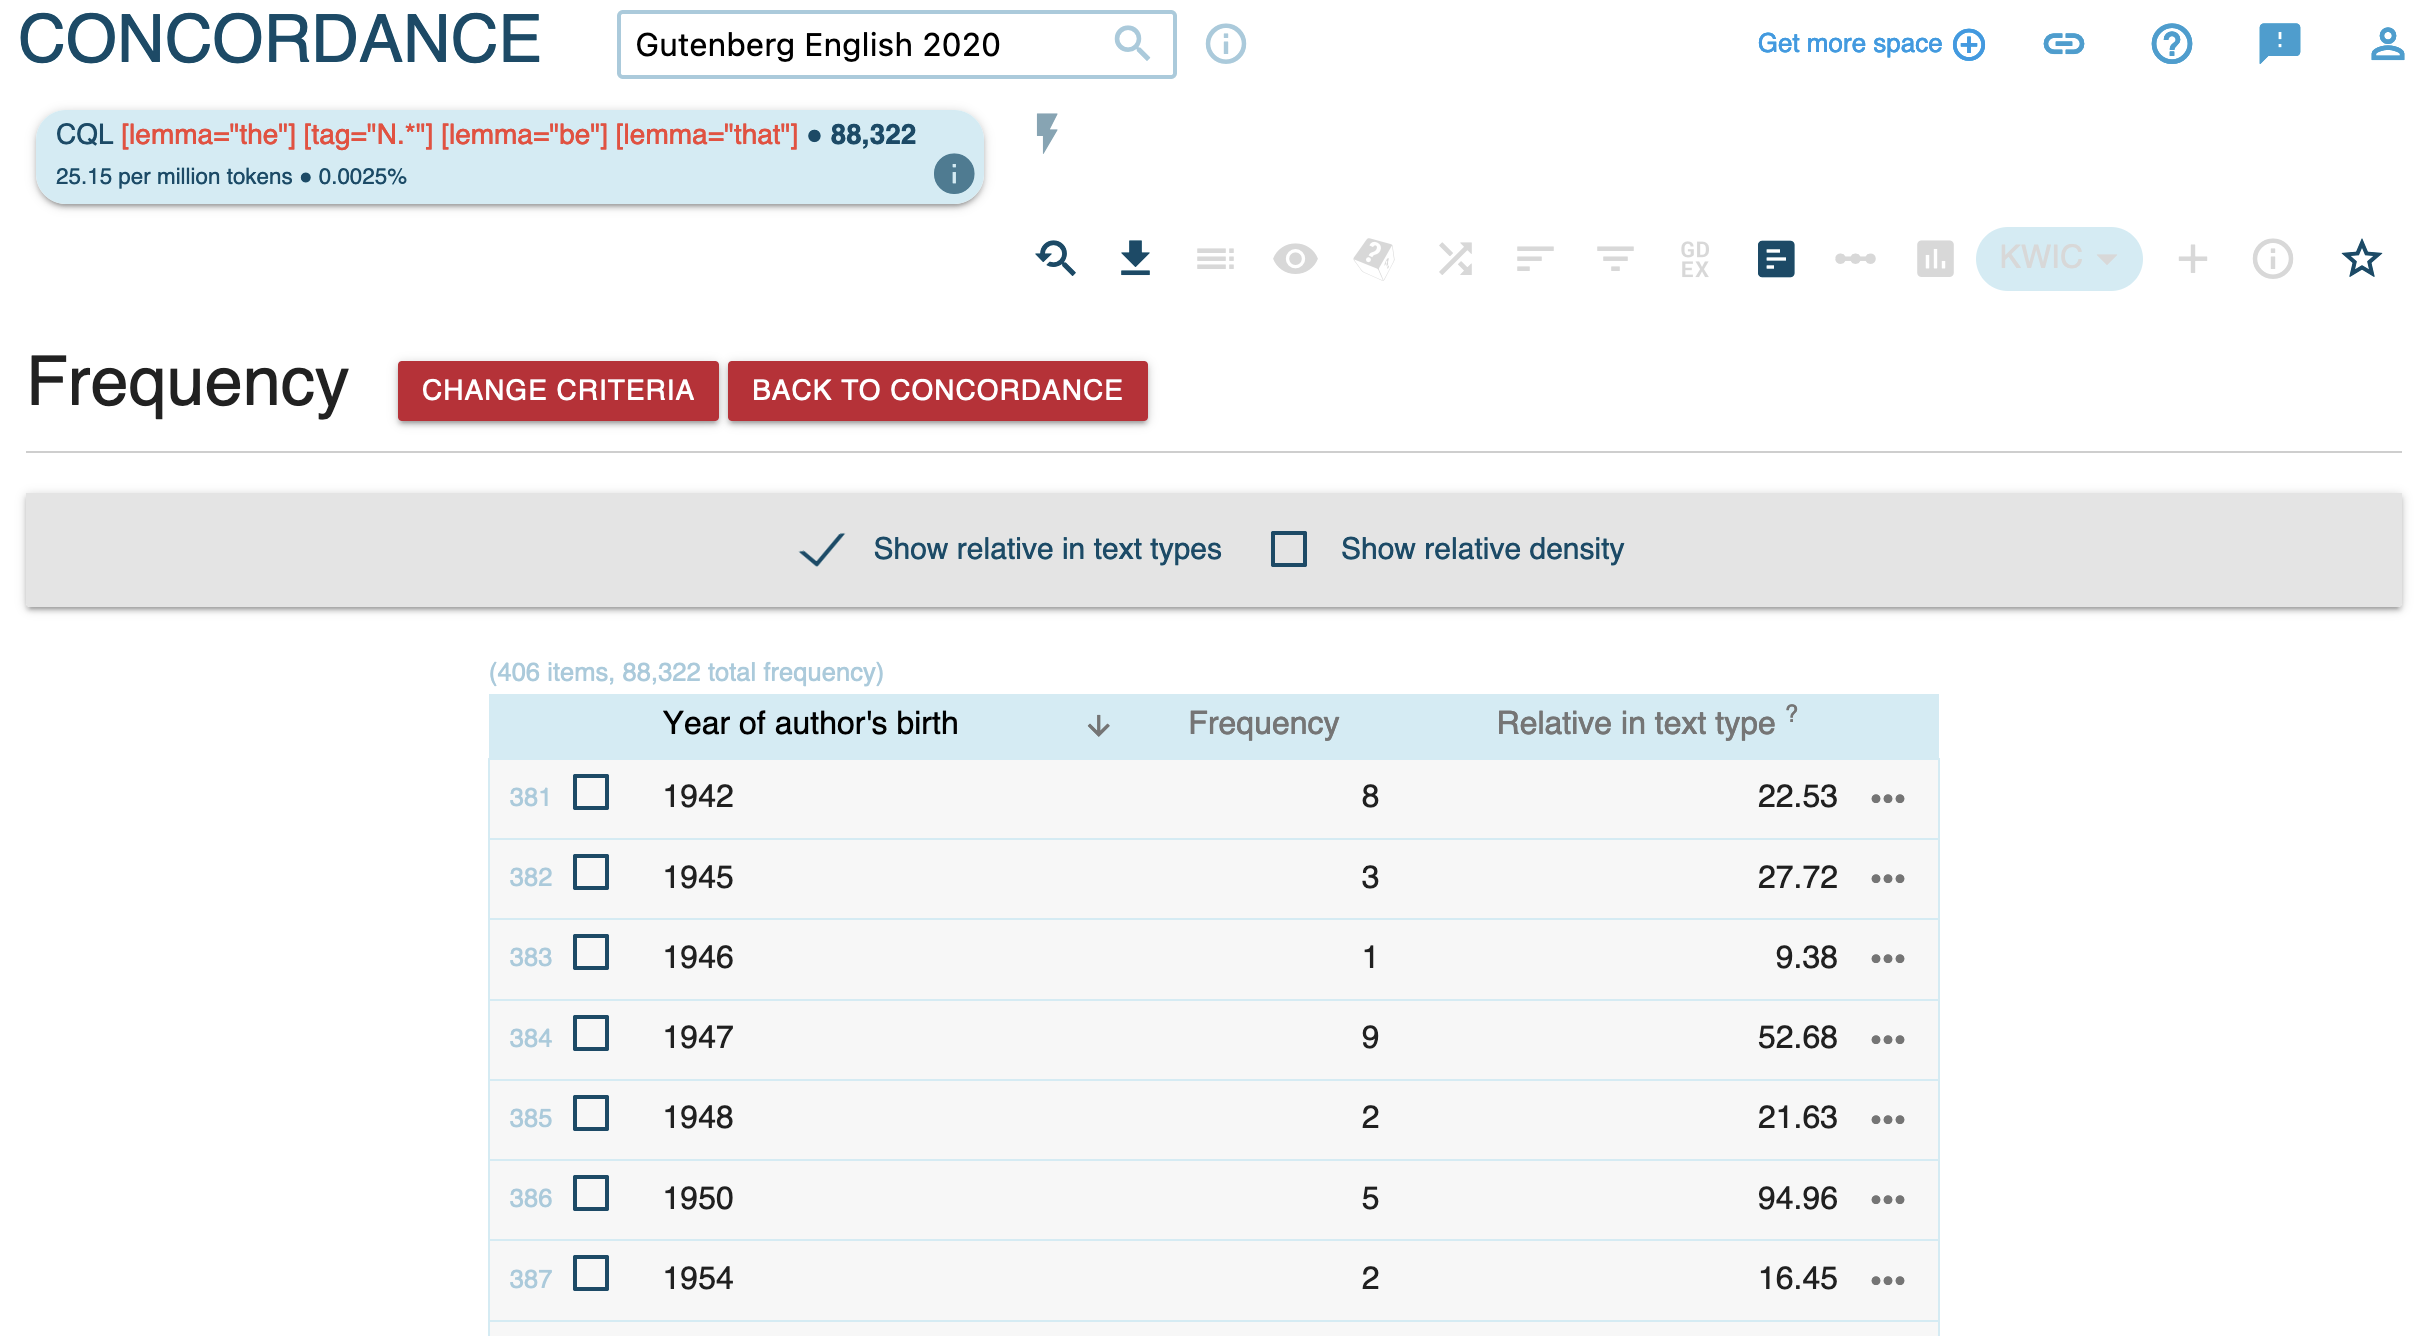 CONCORDANCE
Gutenberg English 2020
Get more space
CQL [lemma="the"] [tag="N.*"] [lemma="be"] [lemma="that"] ● 88,322
25.15 per million tokens ● 0.0025%
GD
EX
KWIC
Frequency
CHANGE CRITERIA
BACK TO CONCORDANCE
Show relative in text types
Show relative density
(406 items, 88,322 total frequency)
Year of author's birth ↓ Frequency Relative in text type ?
381 1942 8 22.53 •••
382 1945 3 27.72 •••
383 1946 1 9.38 •••
384 1947 9 52.68 •••
385 1948 2 21.63 •••
386 1950 5 94.96 •••
387 1954 2 16.45 •••